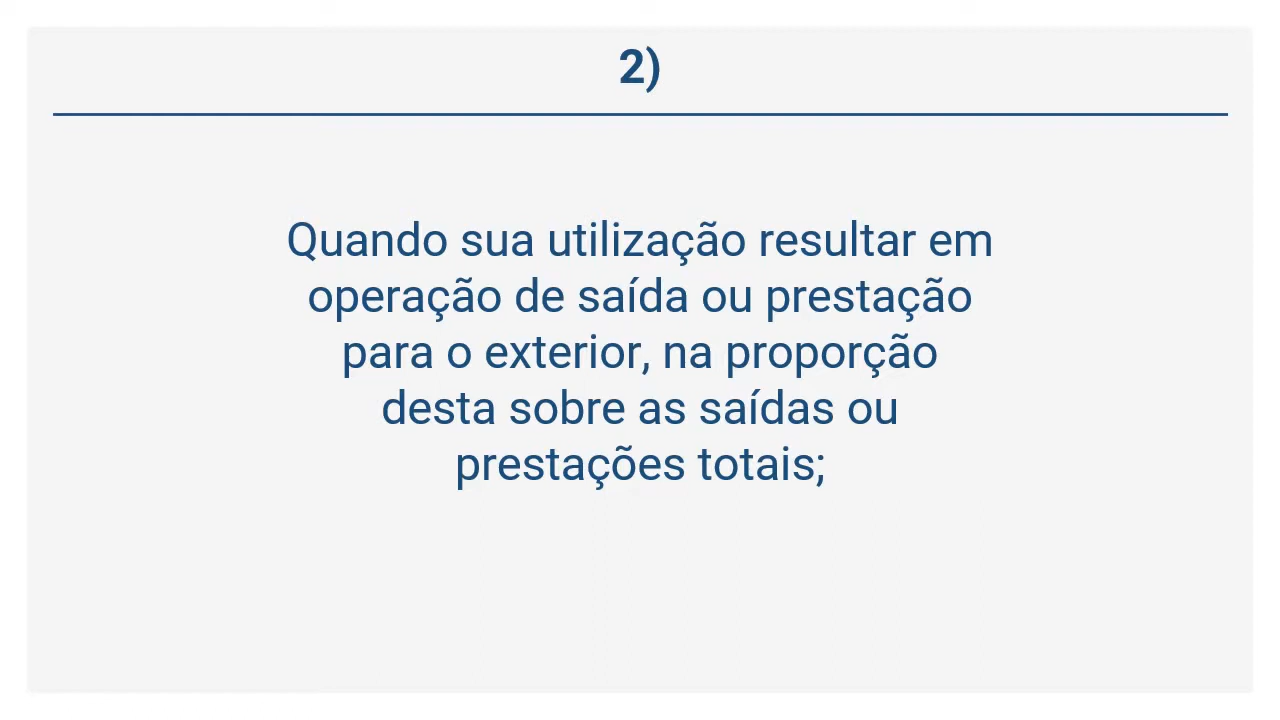 2)
Quando sua utilização resultar em
operação de saída ou prestação
para o exterior, na proporção
desta sobre as saídas ou
prestações totais;